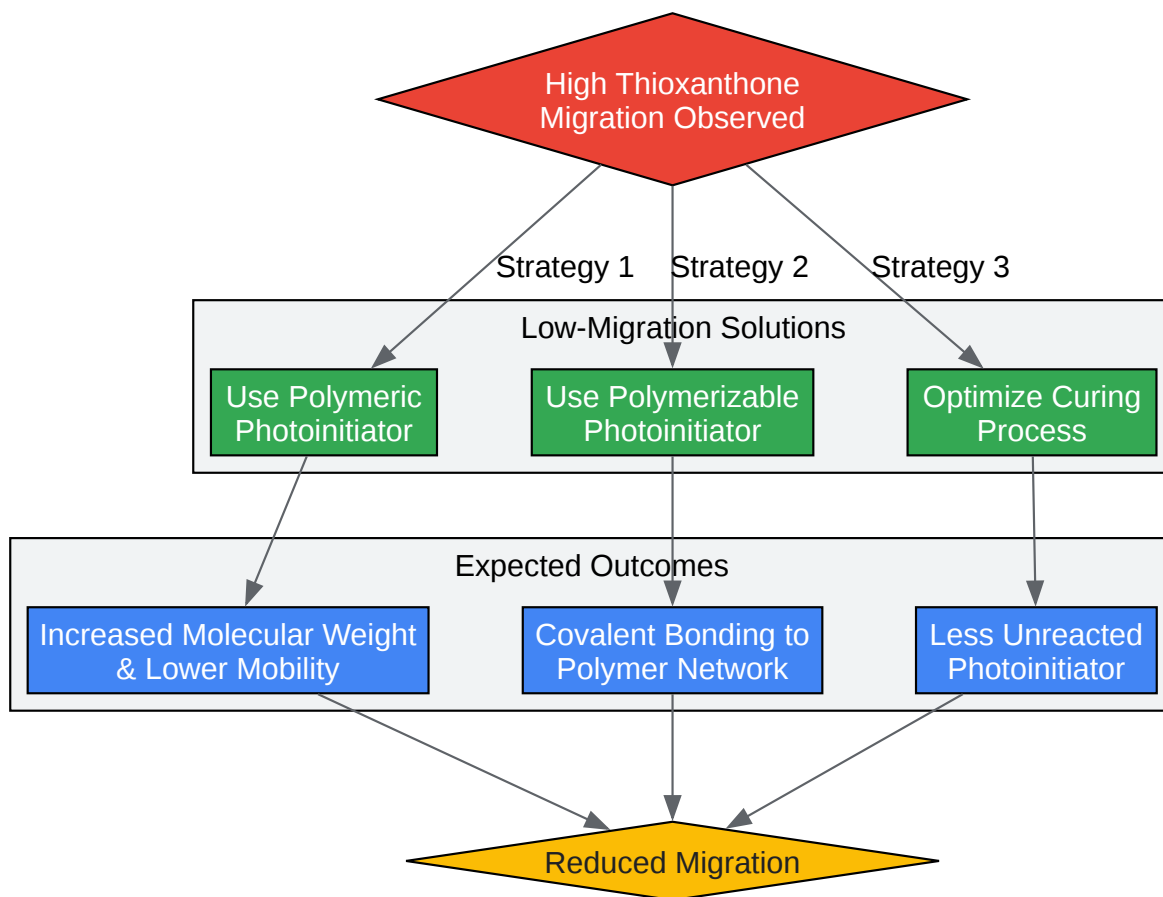 High Thioxanthone
Migration Observed
Strategy 1
Strategy 2
Strategy 3
Low-Migration Solutions
Use Polymeric
Photoinitiator
Use Polymerizable
Photoinitiator
Optimize Curing
Process
Expected Outcomes
Increased Molecular Weight
& Lower Mobility
Covalent Bonding to
Polymer Network
Less Unreacted
Photoinitiator
Reduced Migration